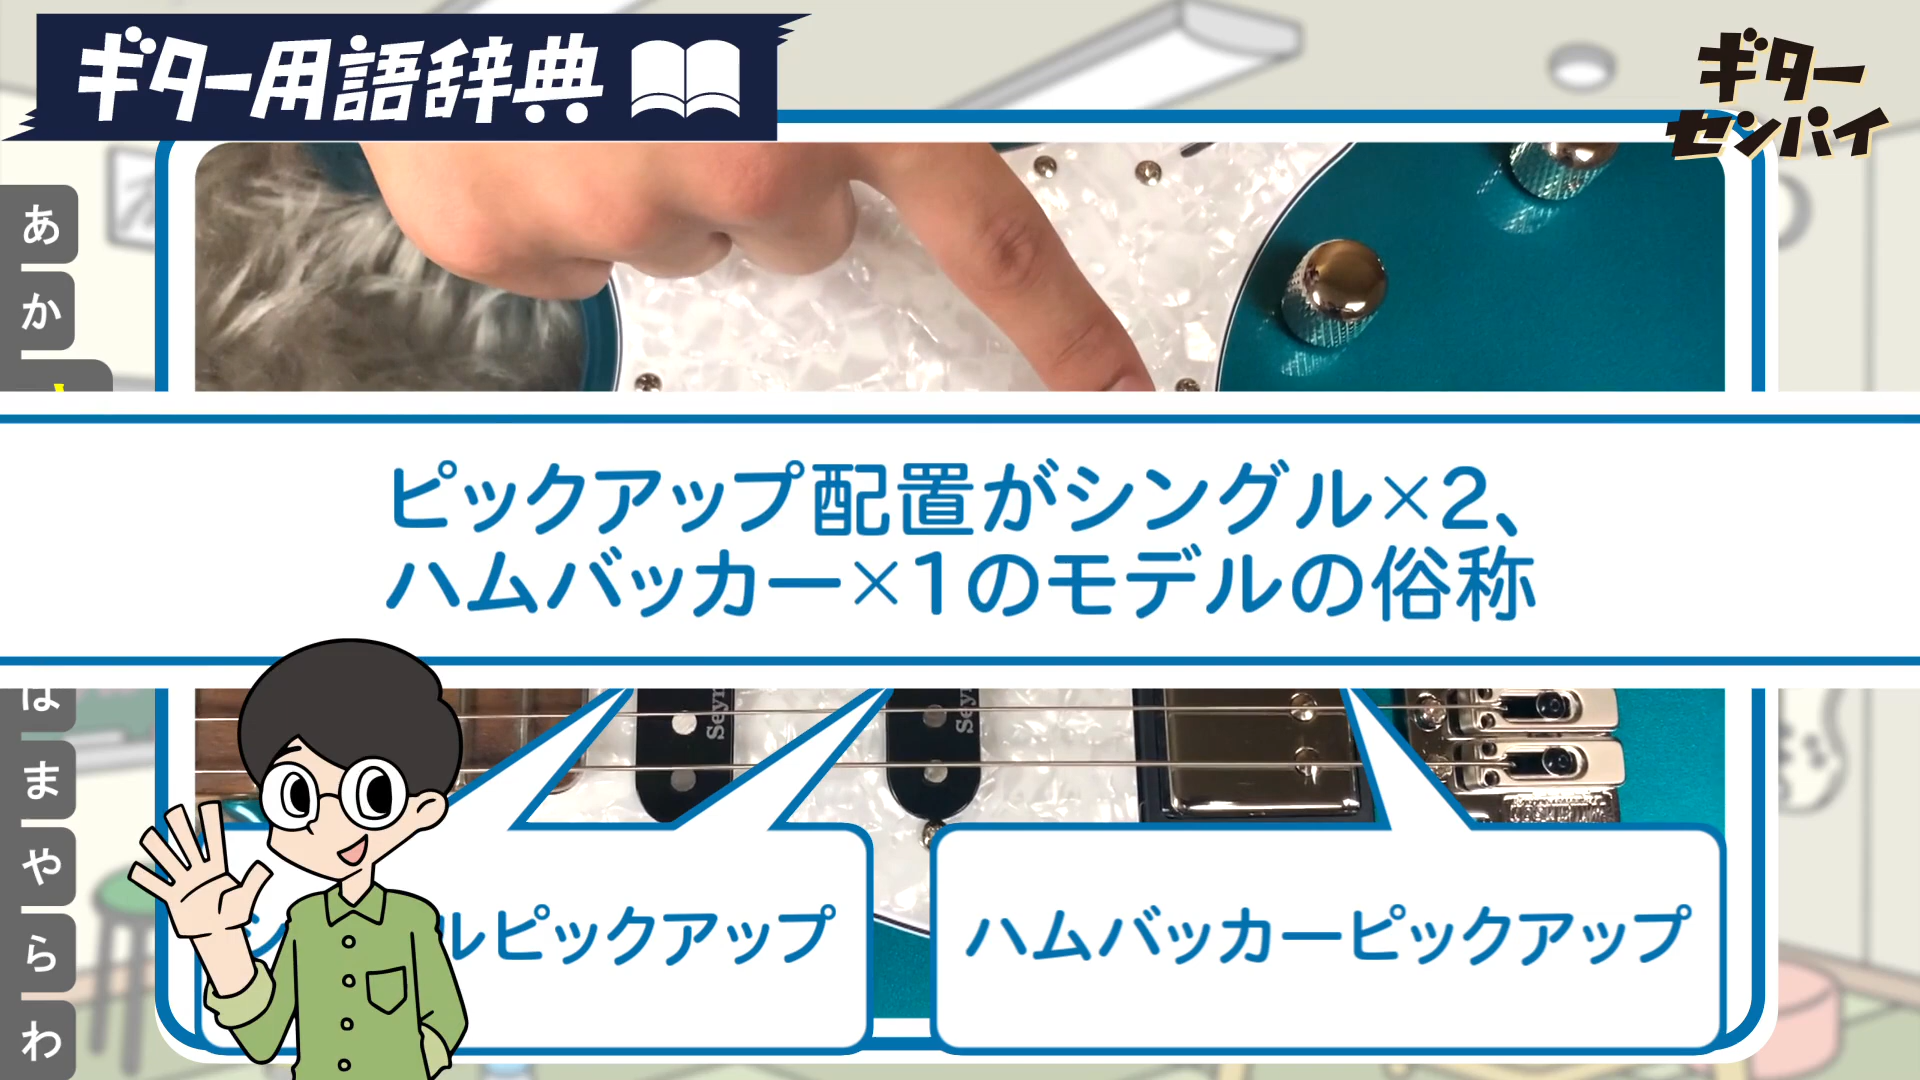 ギター用語辞典
ギター
センパイ
あ
か
ピックアップ配置がシングル×2、
ハムバッカー×1のモデルの俗称
は
ま
や
ら
わ
Sey
Sey
ルピックアップ
ハムバッカーピックアップ